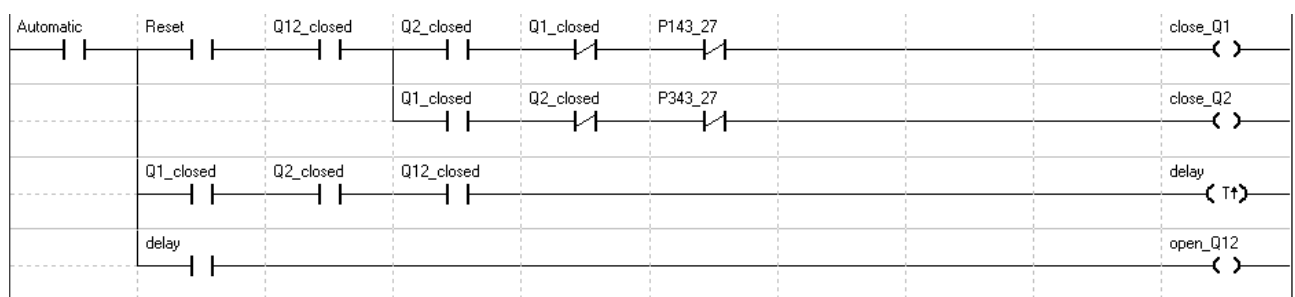 Automatic Reset Q12_closed Q2_closed Q1_closed P143_27 close_Q1
Q1_closed Q2_closed P343_27 close_Q2
Q1_closed Q2_closed Q12_closed delay
T↑
delay open_Q12